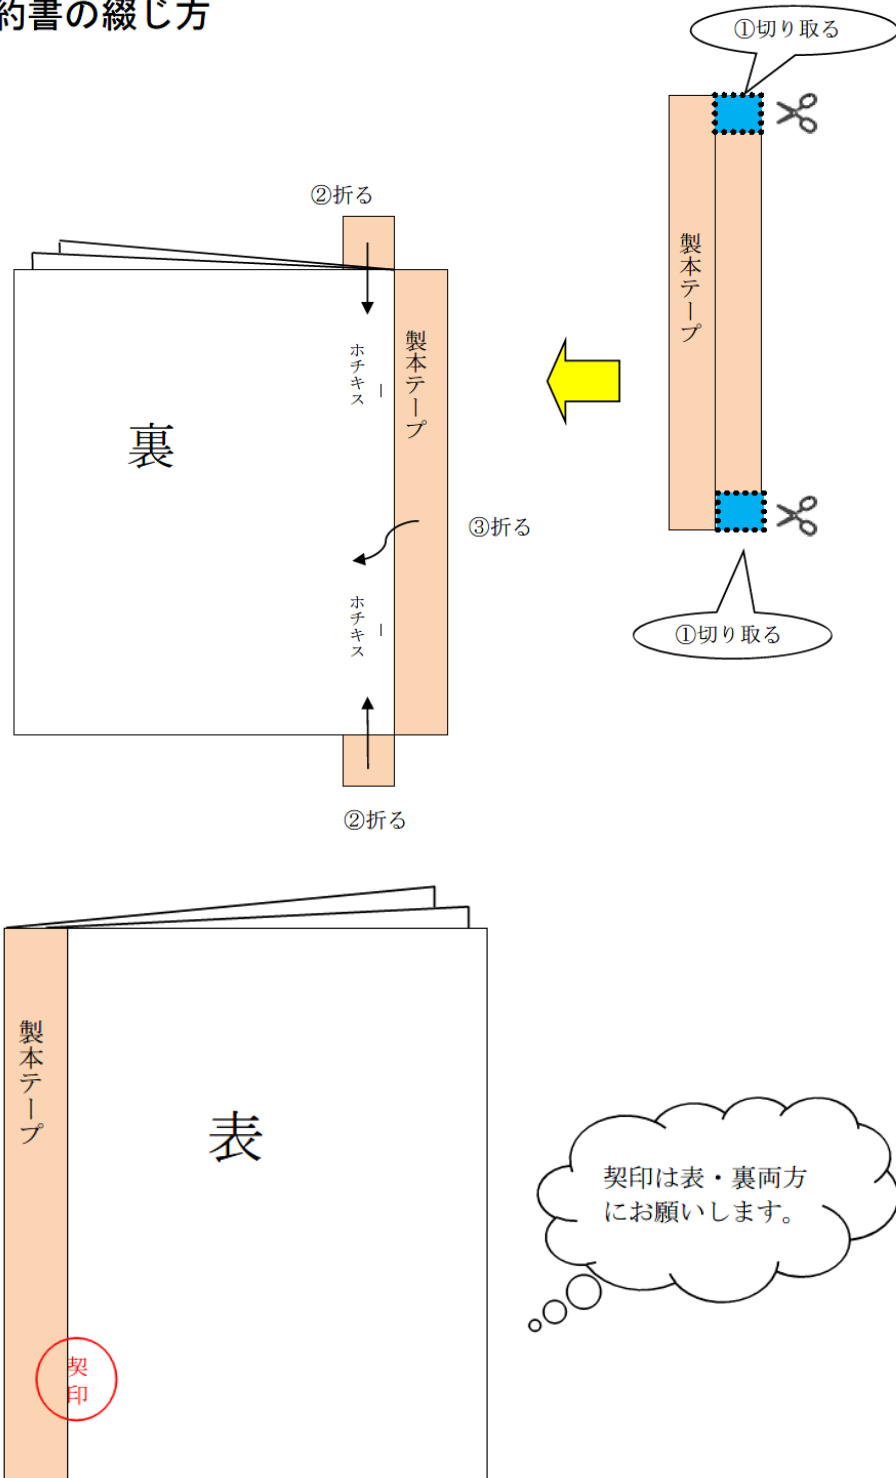 約書の綴じ方
①切り取る
②折る
製本テープ
製本テープ
ホチキス
裏
③折る
ホチキス
①切り取る
②折る
製本テープ
表
契印は表・裏両方
にお願いします。
契
印